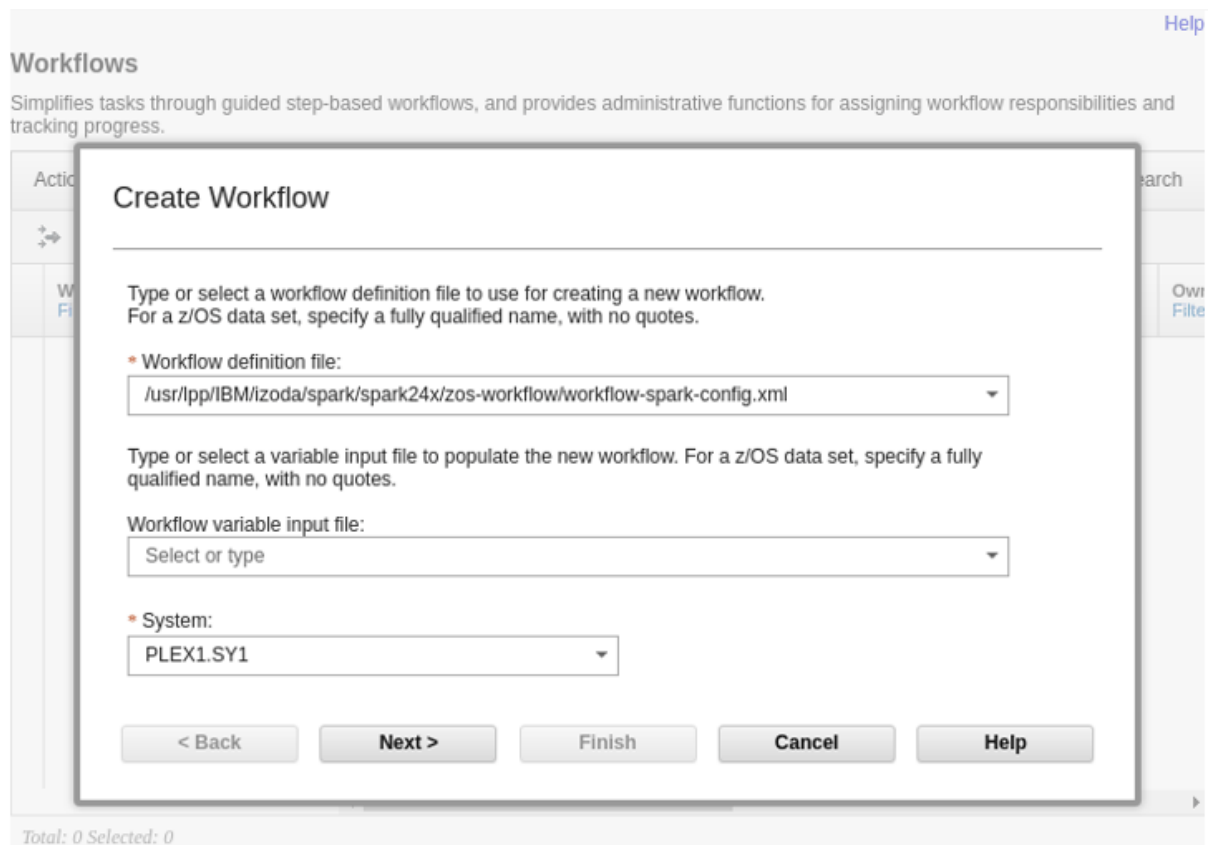 Help
Workflows
Simplifies tasks through guided step-based workflows, and provides administrative functions for assigning workflow responsibilities and
tracking progress.
Create Workflow
Type or select a workflow definition file to use for creating a new workflow.
For a z/OS data set, specify a fully qualified name, with no quotes.
* Workflow definition file:
/usr/lpp/IBM/izoda/spark/spark24x/zos-workflow/workflow-spark-config.xml
Type or select a variable input file to populate the new workflow. For a z/OS data set, specify a fully
qualified name, with no quotes.
Workflow variable input file:
Select or type
* System:
PLEX1.SY1
< Back
Next >
Finish
Cancel
Help
Total: 0 Selected: 0